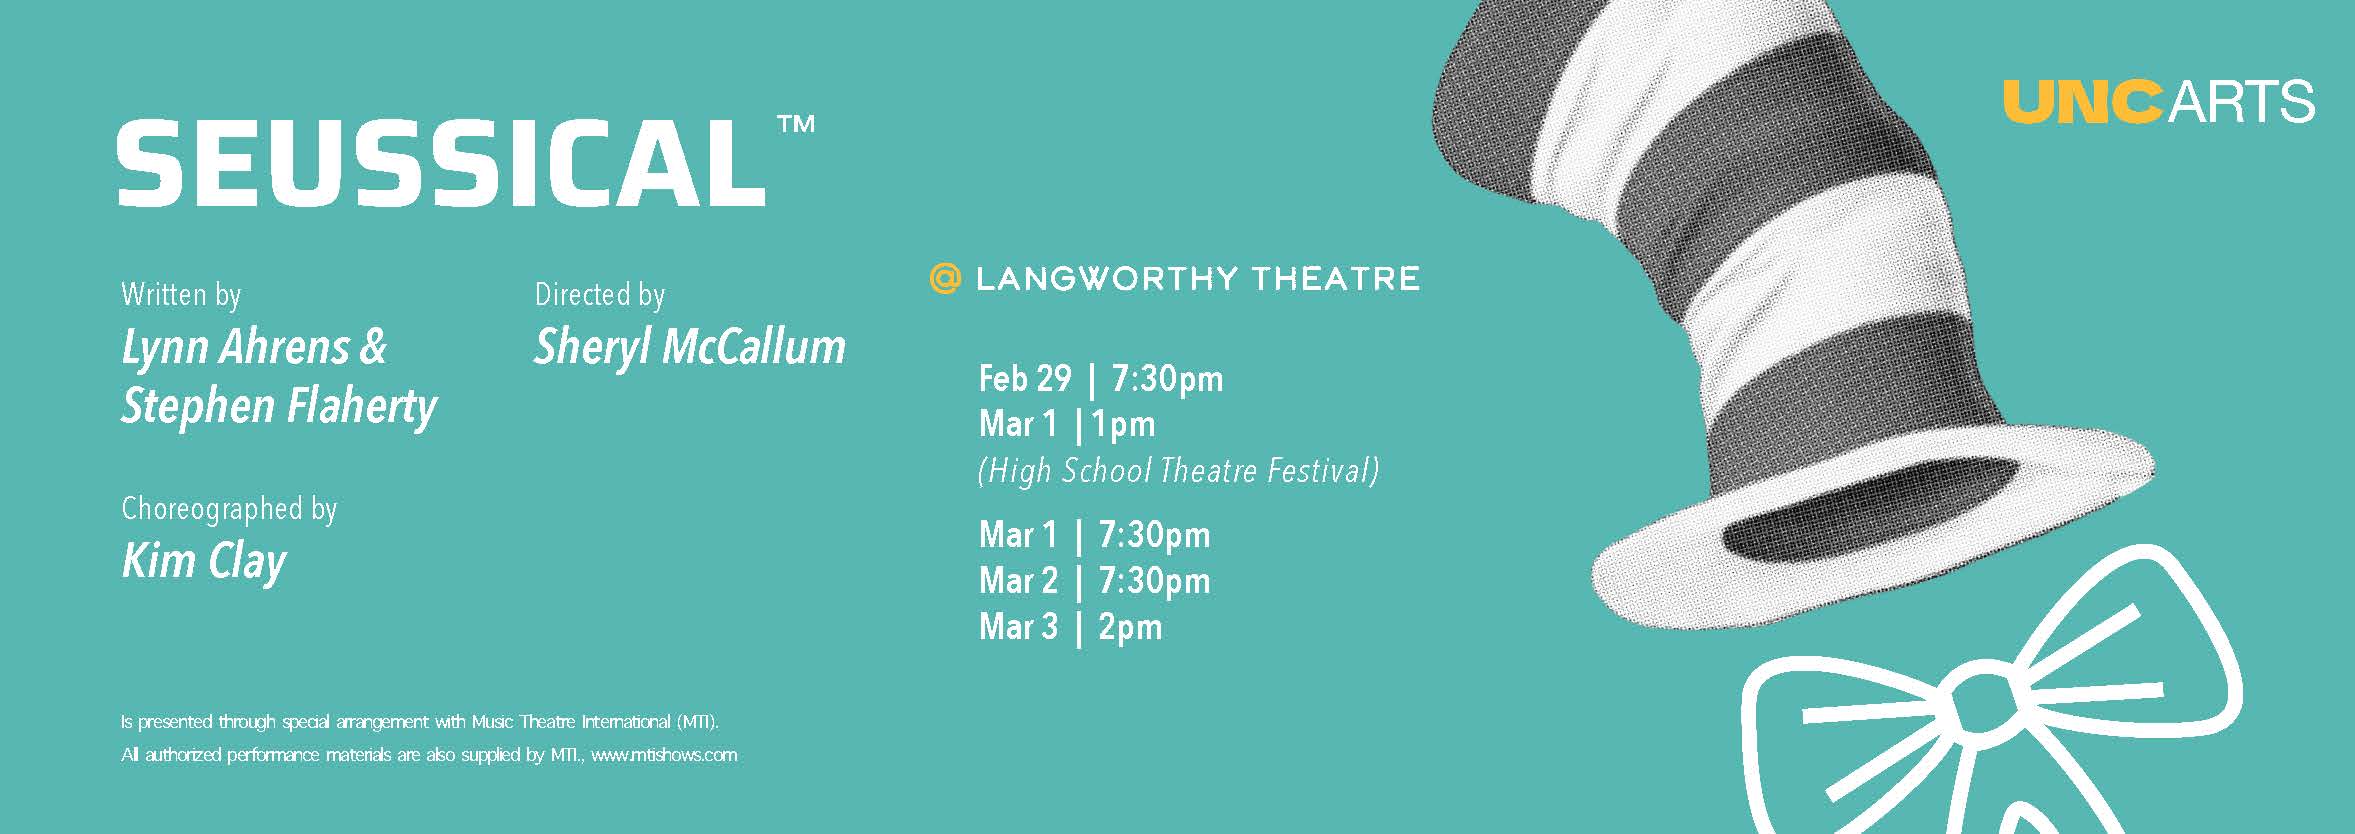 SEUSSICAL™
UNCARTS
Written by
Lynn Ahrens &
Stephen Flaherty
Directed by
Sheryl McCallum
Choreographed by
Kim Clay
@ LANGWORTHY THEATRE
Feb 29 | 7:30pm
Mar 1 | 1pm
(High School Theatre Festival)
Mar 1 | 7:30pm
Mar 2 | 7:30pm
Mar 3 | 2pm
Is presented through special arrangement with Music Theatre International (MTI).
All authorized performance materials are also supplied by MTI., www.mtishows.com